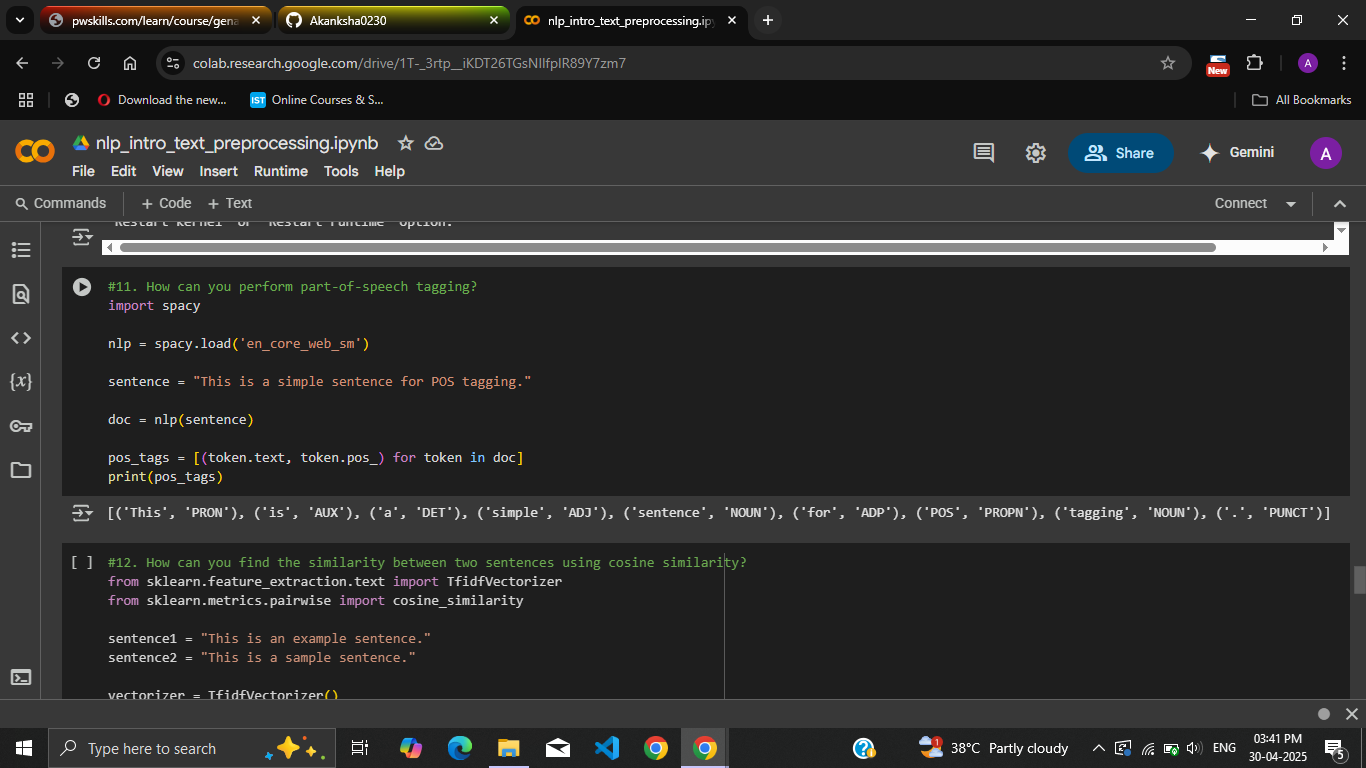 pwskills.com/learn/course/gena
Akanksha0230
nlp_intro_text_preprocessing.ipy
colab.research.google.com/drive/1T-_3rtp__iKDT26TGsNIlfpIR89Y7zm7
New
A
Download the new...
IST
Online Courses & S...
All Bookmarks
nlp_intro_text_preprocessing.ipynb
File Edit View Insert Runtime Tools Help
Share
Gemini
A
Commands + Code + Text
Connect
"Restart kernel" or "Restart runtime" option.
#11. How can you perform part-of-speech tagging?
import spacy
nlp = spacy.load('en_core_web_sm')
sentence = "This is a simple sentence for POS tagging."
doc = nlp(sentence)
pos_tags = [(token.text, token.pos_) for token in doc]
print(pos_tags)
[('This', 'PRON'), ('is', 'AUX'), ('a', 'DET'), ('simple', 'ADJ'), ('sentence', 'NOUN'), ('for', 'ADP'), ('POS', 'PROPN'), ('tagging', 'NOUN'), ('.', 'PUNCT')]
[ ] #12. How can you find the similarity between two sentences using cosine similarity?
from sklearn.feature_extraction.text import TfidfVectorizer
from sklearn.metrics.pairwise import cosine_similarity
sentence1 = "This is an example sentence."
sentence2 = "This is a sample sentence."
vectorizer = TfidfVectorizer()
Type here to search
1
38°C Partly cloudy
ENG
03:41 PM
30-04-2025
5